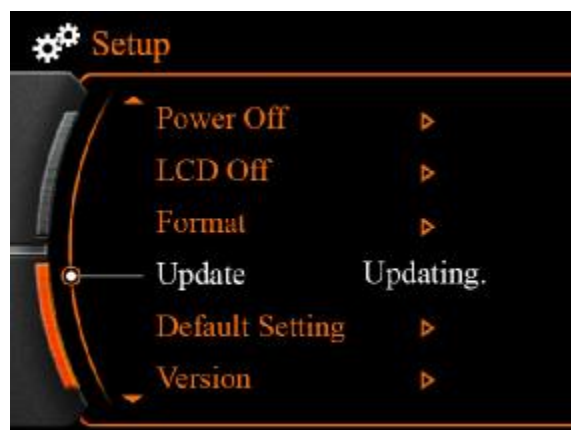 Setup
Power Off
LCD Off
Format
Update Updating.
Default Setting
Version